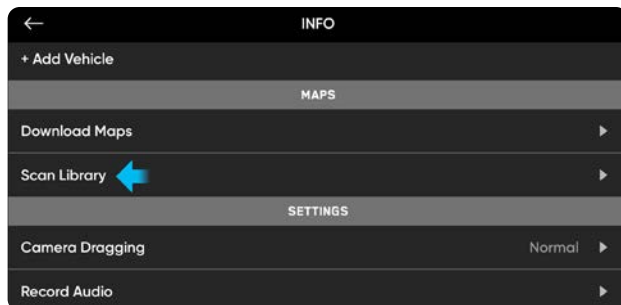 INFO
+ Add Vehicle
MAPS
Download Maps
Scan Library
SETTINGS
Camera Dragging Normal
Record Audio